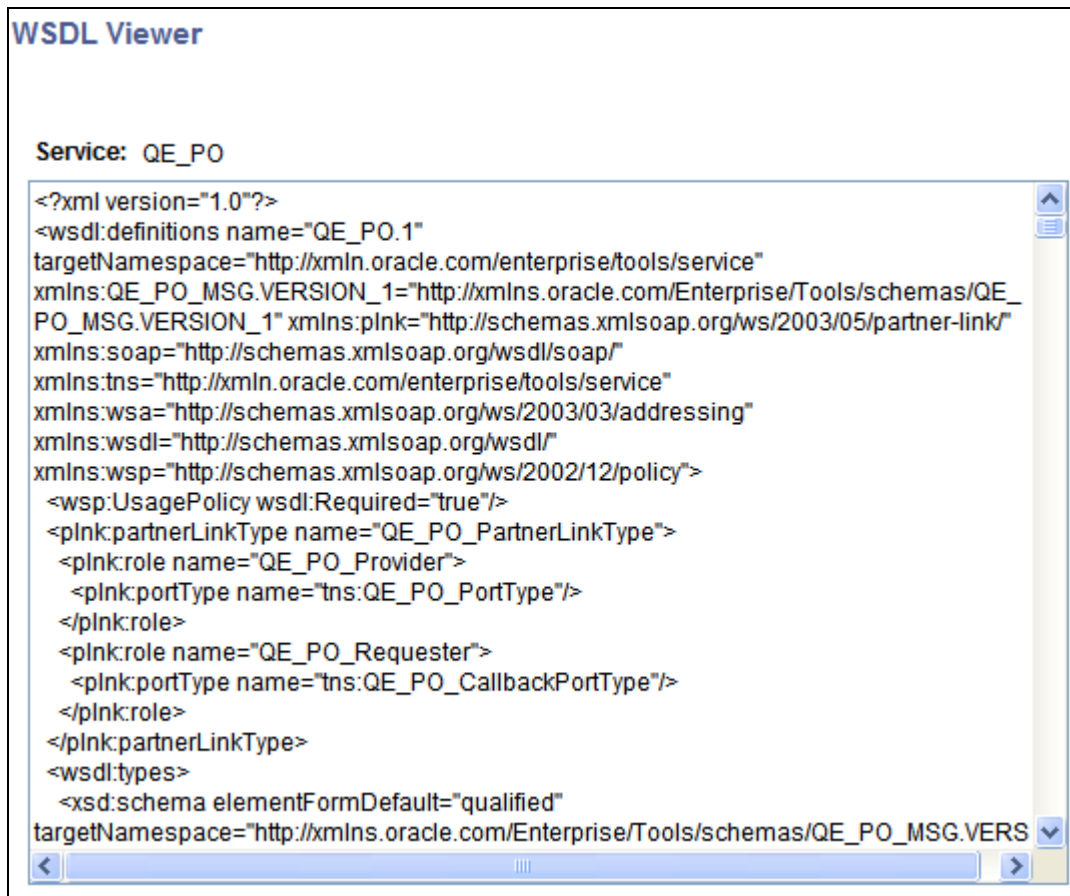 WSDL Viewer
Service: QE_PO
<?xml version="1.0"?>
<wsdl:definitions name="QE_PO.1"
targetNamespace="http://xmln.oracle.com/enterprise/tools/service"
xmlns:QE_PO_MSG.VERSION_1="http://xmlns.oracle.com/Enterprise/Tools/schemas/QE_
PO_MSG.VERSION_1" xmlns:plnk="http://schemas.xmlsoap.org/ws/2003/05/partner-link/"
xmlns:soap="http://schemas.xmlsoap.org/wsdl/soap/"
xmlns:tns="http://xmln.oracle.com/enterprise/tools/service"
xmlns:wsa="http://schemas.xmlsoap.org/ws/2003/03/addressing"
xmlns:wsdl="http://schemas.xmlsoap.org/wsdl/"
xmlns:wsp="http://schemas.xmlsoap.org/ws/2002/12/policy">
<wsp:UsagePolicy wsdl:Required="true"/>
<plnk:partnerLinkType name="QE_PO_PartnerLinkType">
<plnk:role name="QE_PO_Provider">
<plnk:portType name="tns:QE_PO_PortType"/>
</plnk:role>
<plnk:role name="QE_PO_Requester">
<plnk:portType name="tns:QE_PO_CallbackPortType"/>
</plnk:role>
</plnk:partnerLinkType>
<wsdl:types>
<xsd:schema elementFormDefault="qualified"
targetNamespace="http://xmlns.oracle.com/Enterprise/Tools/schemas/QE_PO_MSG.VERS